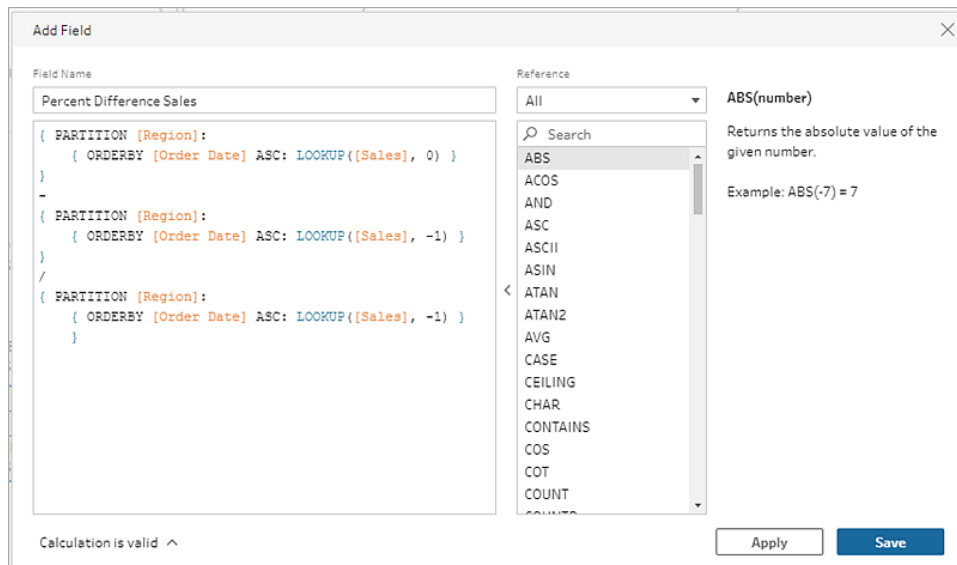 Add Field
Field Name
Percent Difference Sales
{ PARTITION [Region]:
{ ORDERBY [Order Date] ASC: LOOKUP([Sales], 0) }
}
-
{ PARTITION [Region]:
{ ORDERBY [Order Date] ASC: LOOKUP([Sales], -1) }
}
/
{ PARTITION [Region]:
{ ORDERBY [Order Date] ASC: LOOKUP([Sales], -1) }
}
Calculation is valid
Reference
All
Search
ABS
ACOS
AND
ASC
ASCII
ASIN
ATAN
ATAN2
AVG
CASE
CEILING
CHAR
CONTAINS
COS
COT
COUNT
ABS(number)
Returns the absolute value of the
given number.
Example: ABS(-7) = 7
Apply
Save